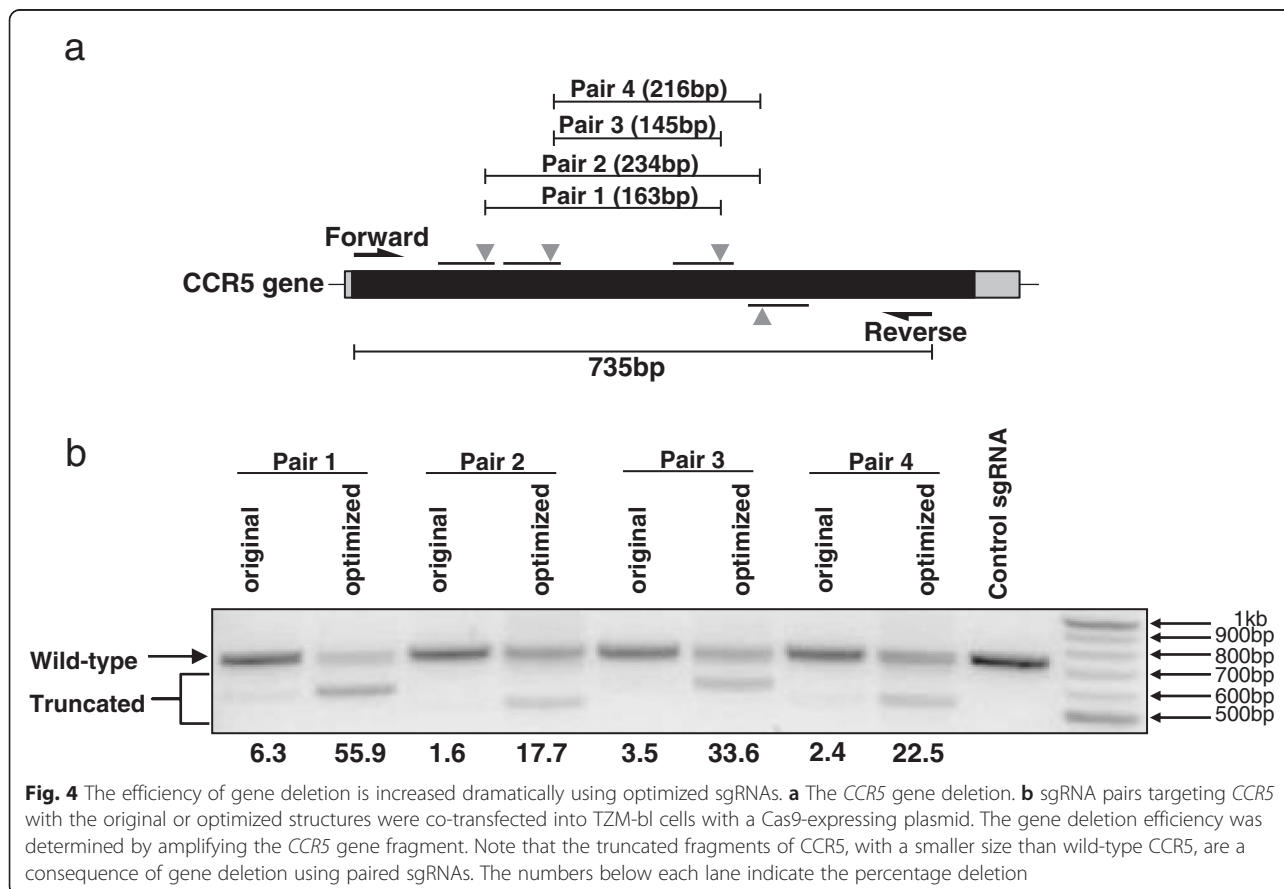 a
Pair 4 (216bp)
Pair 3 (145bp)
Pair 2 (234bp)
Pair 1 (163bp)
Forward
CCR5 gene
Reverse
735bp
b
Pair 1 Pair 2 Pair 3 Pair 4
original optimized original optimized original optimized original optimized Control sgRNA
Wild-type
Truncated
1kb
900bp
800bp
700bp
600bp
500bp
6.3 55.9 1.6 17.7 3.5 33.6 2.4 22.5
Fig. 4 The efficiency of gene deletion is increased dramatically using optimized sgRNAs. a The CCR5 gene deletion. b sgRNA pairs targeting CCR5
with the original or optimized structures were co-transfected into TZM-bl cells with a Cas9-expressing plasmid. The gene deletion efficiency was
determined by amplifying the CCR5 gene fragment. Note that the truncated fragments of CCR5, with a smaller size than wild-type CCR5, are a
consequence of gene deletion using paired sgRNAs. The numbers below each lane indicate the percentage deletion